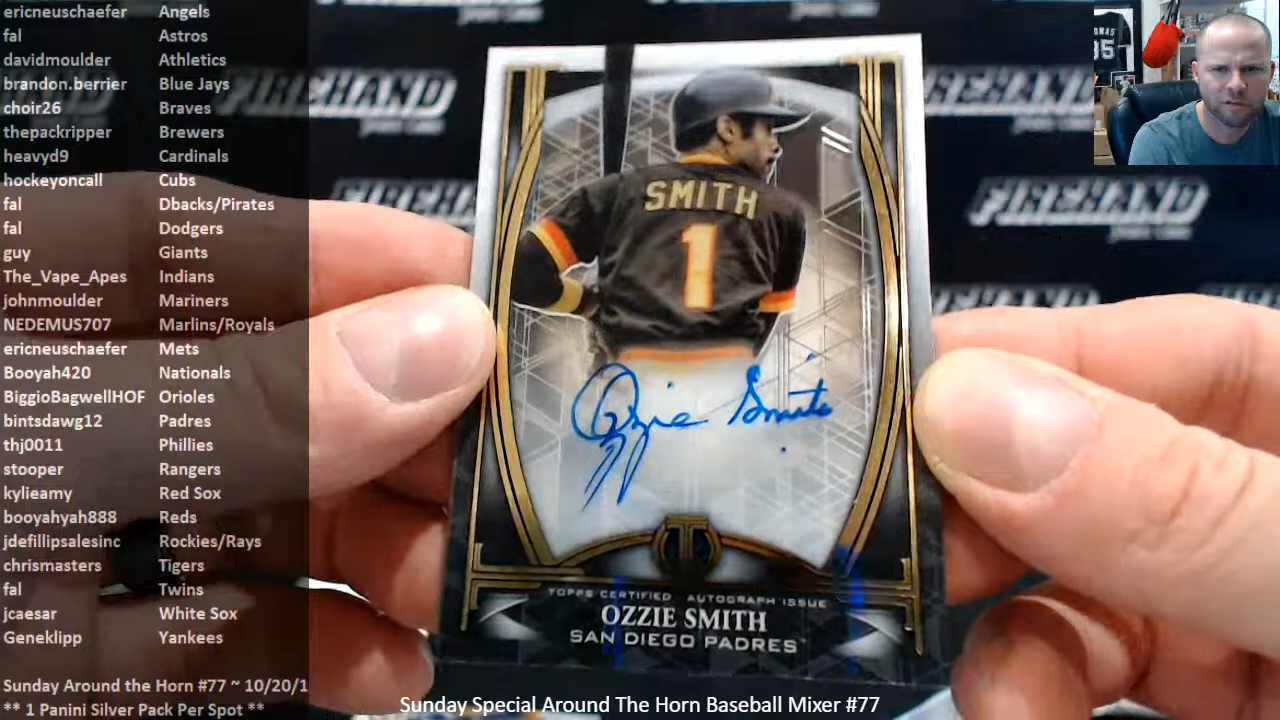 ericneuschaefer Angels
fal Astros
davidmoulder Athletics
brandon.berrier Blue Jays
choir26 Braves
thepackripper Brewers
heavyd9 Cardinals
hockeyoncall Cubs
fal Dbacks/Pirates
fal Dodgers
guy Giants
The_Vape_Apes Indians
johnmoulder Mariners
NEDEMUS707 Marlins/Royals
ericneuschaefer Mets
Booyah420 Nationals
BiggioBagwellHOF Orioles
bintsdawg12 Padres
thj0011 Phillies
stooper Rangers
kylieamy Red Sox
booyahyah888 Reds
jdefillipsalesinc Rockies/Rays
chrismasters Tigers
fal Twins
jcaesar White Sox
Geneklipp Yankees
Sunday Around the Horn #77 ~ 10/20/1
** 1 Panini Silver Pack Per Spot **
SMITH
1
Ozzie Smith
T
TOPPS CERTIFIED AUTOGRAPH ISSUE
OZZIE SMITH
SAN DIEGO PADRES
FIREHAND
FIREHAND
FIREHAND
Sunday Special Around The Horn Baseball Mixer #77